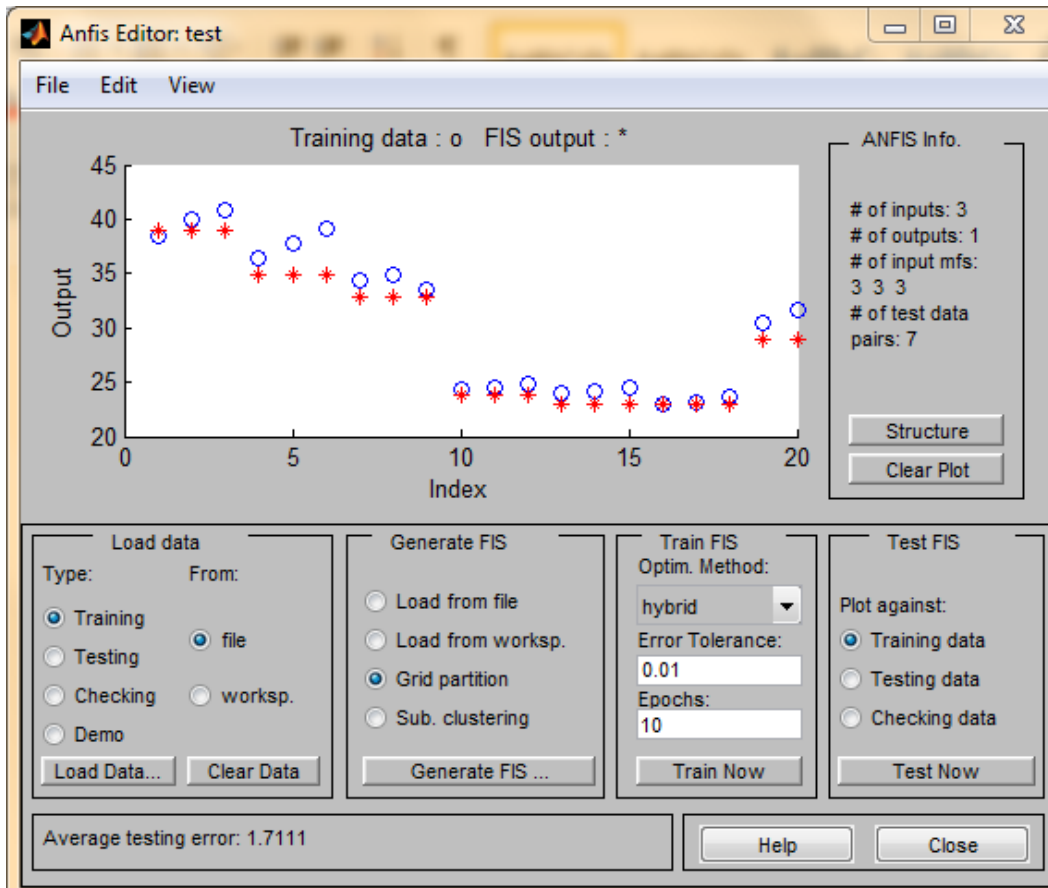 Anfis Editor: test
File Edit View
Training data : o FIS output : *
45
40
35
30
25
20
Output
0 5 10 15 20
Index
ANFIS Info.
# of inputs: 3
# of outputs: 1
# of input mfs:
3 3 3
# of test data
pairs: 7
Structure
Clear Plot
Load data
Type: From:
Training
file
Testing
Checking
worksp.
Demo
Load Data... Clear Data
Generate FIS
Load from file
Load from worksp.
Grid partition
Sub. clustering
Generate FIS ...
Train FIS
Optim. Method:
hybrid
Error Tolerance:
0.01
Epochs:
10
Train Now
Test FIS
Plot against:
Training data
Testing data
Checking data
Test Now
Average testing error: 1.7111
Help Close